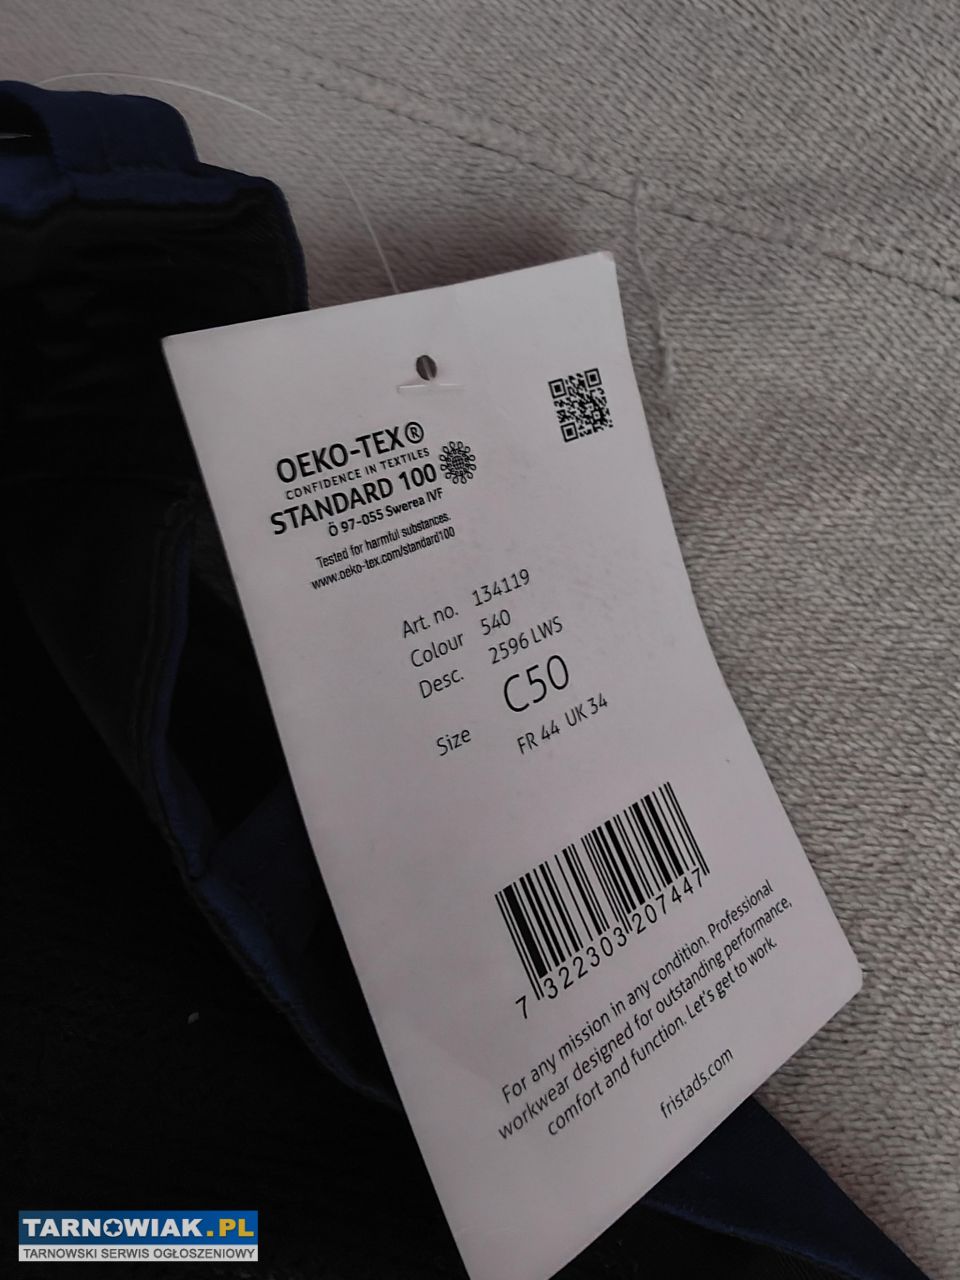 OEKO-TEX®
CONFIDENCE IN TEXTILES
STANDARD 100
Ö 97-055 Swerea IVF
Tested for harmful substances.
www.oeko-tex.com/standard100
Art. no. 134119
Colour 540
Desc. 2596 LWS
Size C50
FR 44 UK 34
7 322303 207447
For any mission in any condition. Professional
workwear designed for outstanding performance,
comfort and function. Let's get to work.
fristads.com
TARNOWIAK.PL
TARNOWSKI SERWIS OGŁOSZENIOWY